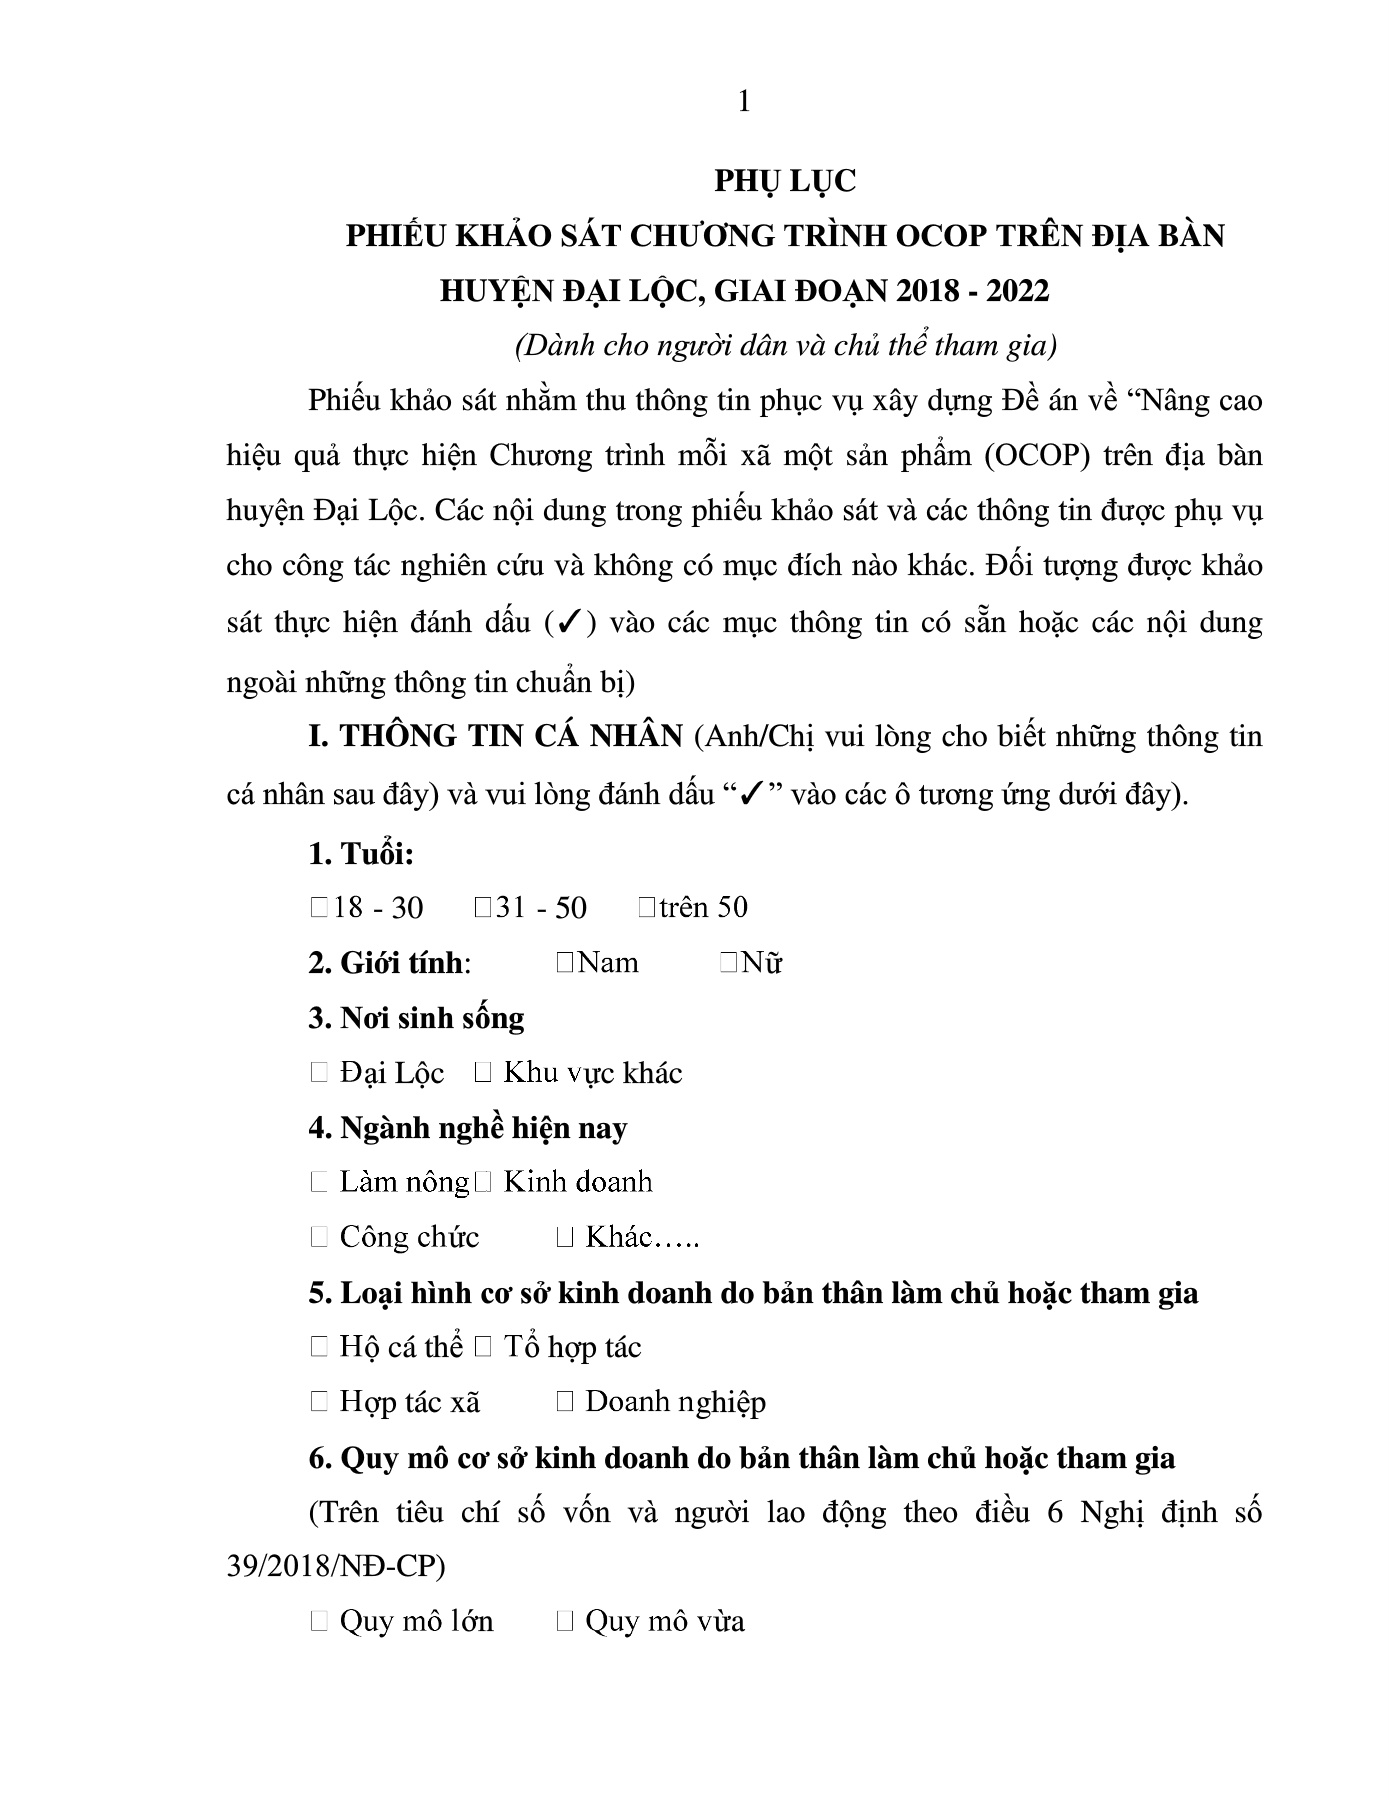 1
PHỤ LỤC
PHIẾU KHẢO SÁT CHƯƠNG TRÌNH OCOP TRÊN ĐỊA BÀN
HUYỆN ĐẠI LỘC, GIAI ĐOẠN 2018 - 2022
(Dành cho người dân và chủ thể tham gia)
Phiếu khảo sát nhằm thu thông tin phục vụ xây dựng Đề án về “Nâng cao
hiệu quả thực hiện Chương trình mỗi xã một sản phẩm (OCOP) trên địa bàn
huyện Đại Lộc. Các nội dung trong phiếu khảo sát và các thông tin được phụ vụ
cho công tác nghiên cứu và không có mục đích nào khác. Đối tượng được khảo
sát thực hiện đánh dấu (✓) vào các mục thông tin có sẵn hoặc các nội dung
ngoài những thông tin chuẩn bị)
I. THÔNG TIN CÁ NHÂN (Anh/Chị vui lòng cho biết những thông tin
cá nhân sau đây) và vui lòng đánh dấu “✓” vào các ô tương ứng dưới đây).
1. Tuổi:
□18 - 30 □31 - 50 □trên 50
2. Giới tính: □Nam □Nữ
3. Nơi sinh sống
□ Đại Lộc □ Khu vực khác
4. Ngành nghề hiện nay
□ Làm nông□ Kinh doanh
□ Công chức □ Khác…..
5. Loại hình cơ sở kinh doanh do bản thân làm chủ hoặc tham gia
□ Hộ cá thể □ Tổ hợp tác
□ Hợp tác xã □ Doanh nghiệp
6. Quy mô cơ sở kinh doanh do bản thân làm chủ hoặc tham gia
(Trên tiêu chí số vốn và người lao động theo điều 6 Nghị định số
39/2018/NĐ-CP)
□ Quy mô lớn □ Quy mô vừa